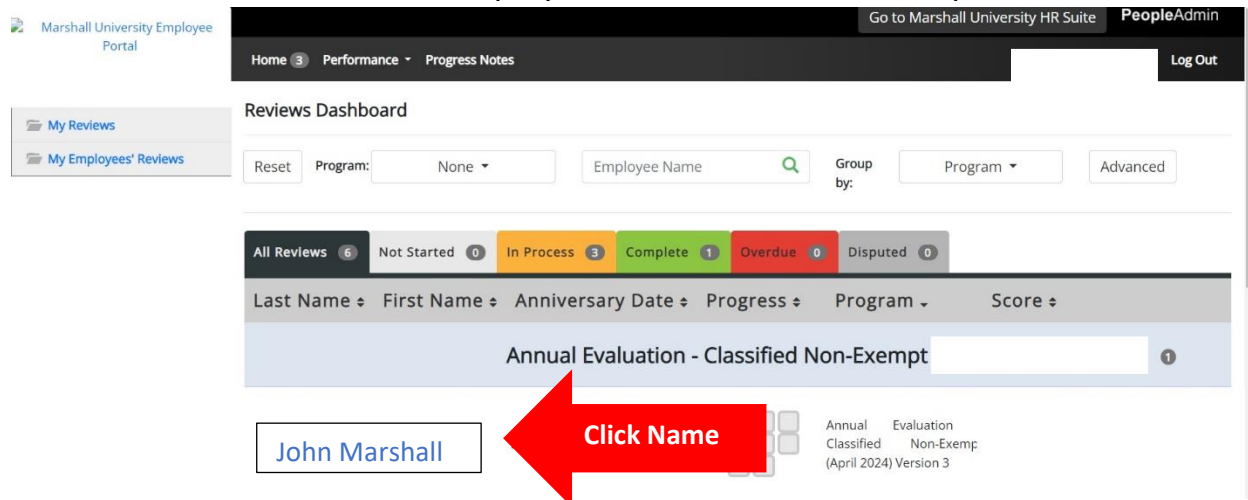 Go to Marshall University HR Suite PeopleAdmin
Marshall University Employee
Portal
Home 3 Performance Progress Notes Log Out
My Reviews
My Employees' Reviews
Reviews Dashboard
Reset Program: None Employee Name Group by: Program Advanced
All Reviews 6 Not Started 0 In Process 3 Complete 1 Overdue 0 Disputed 0
Last Name First Name Anniversary Date Progress Program Score
Annual Evaluation - Classified Non-Exempt 1
John Marshall
Click Name
Annual Evaluation
Classified Non-Exemp
(April 2024) Version 3